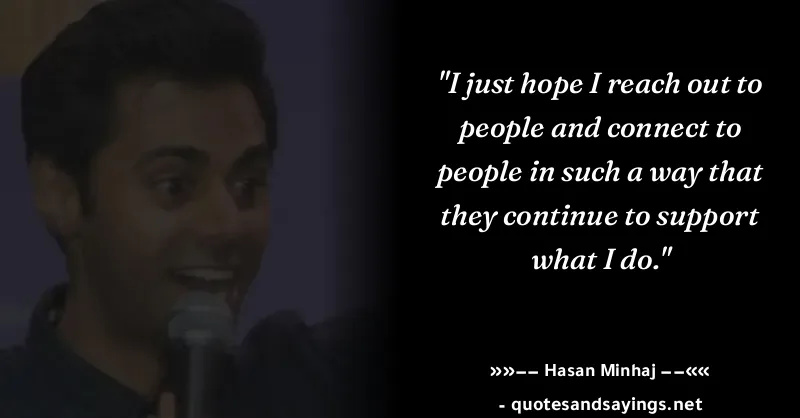 "I just hope I reach out to
people and connect to
people in such a way that
they continue to support
what I do."
»»—— Hasan Minhaj ——««
- quotesandsayings.net